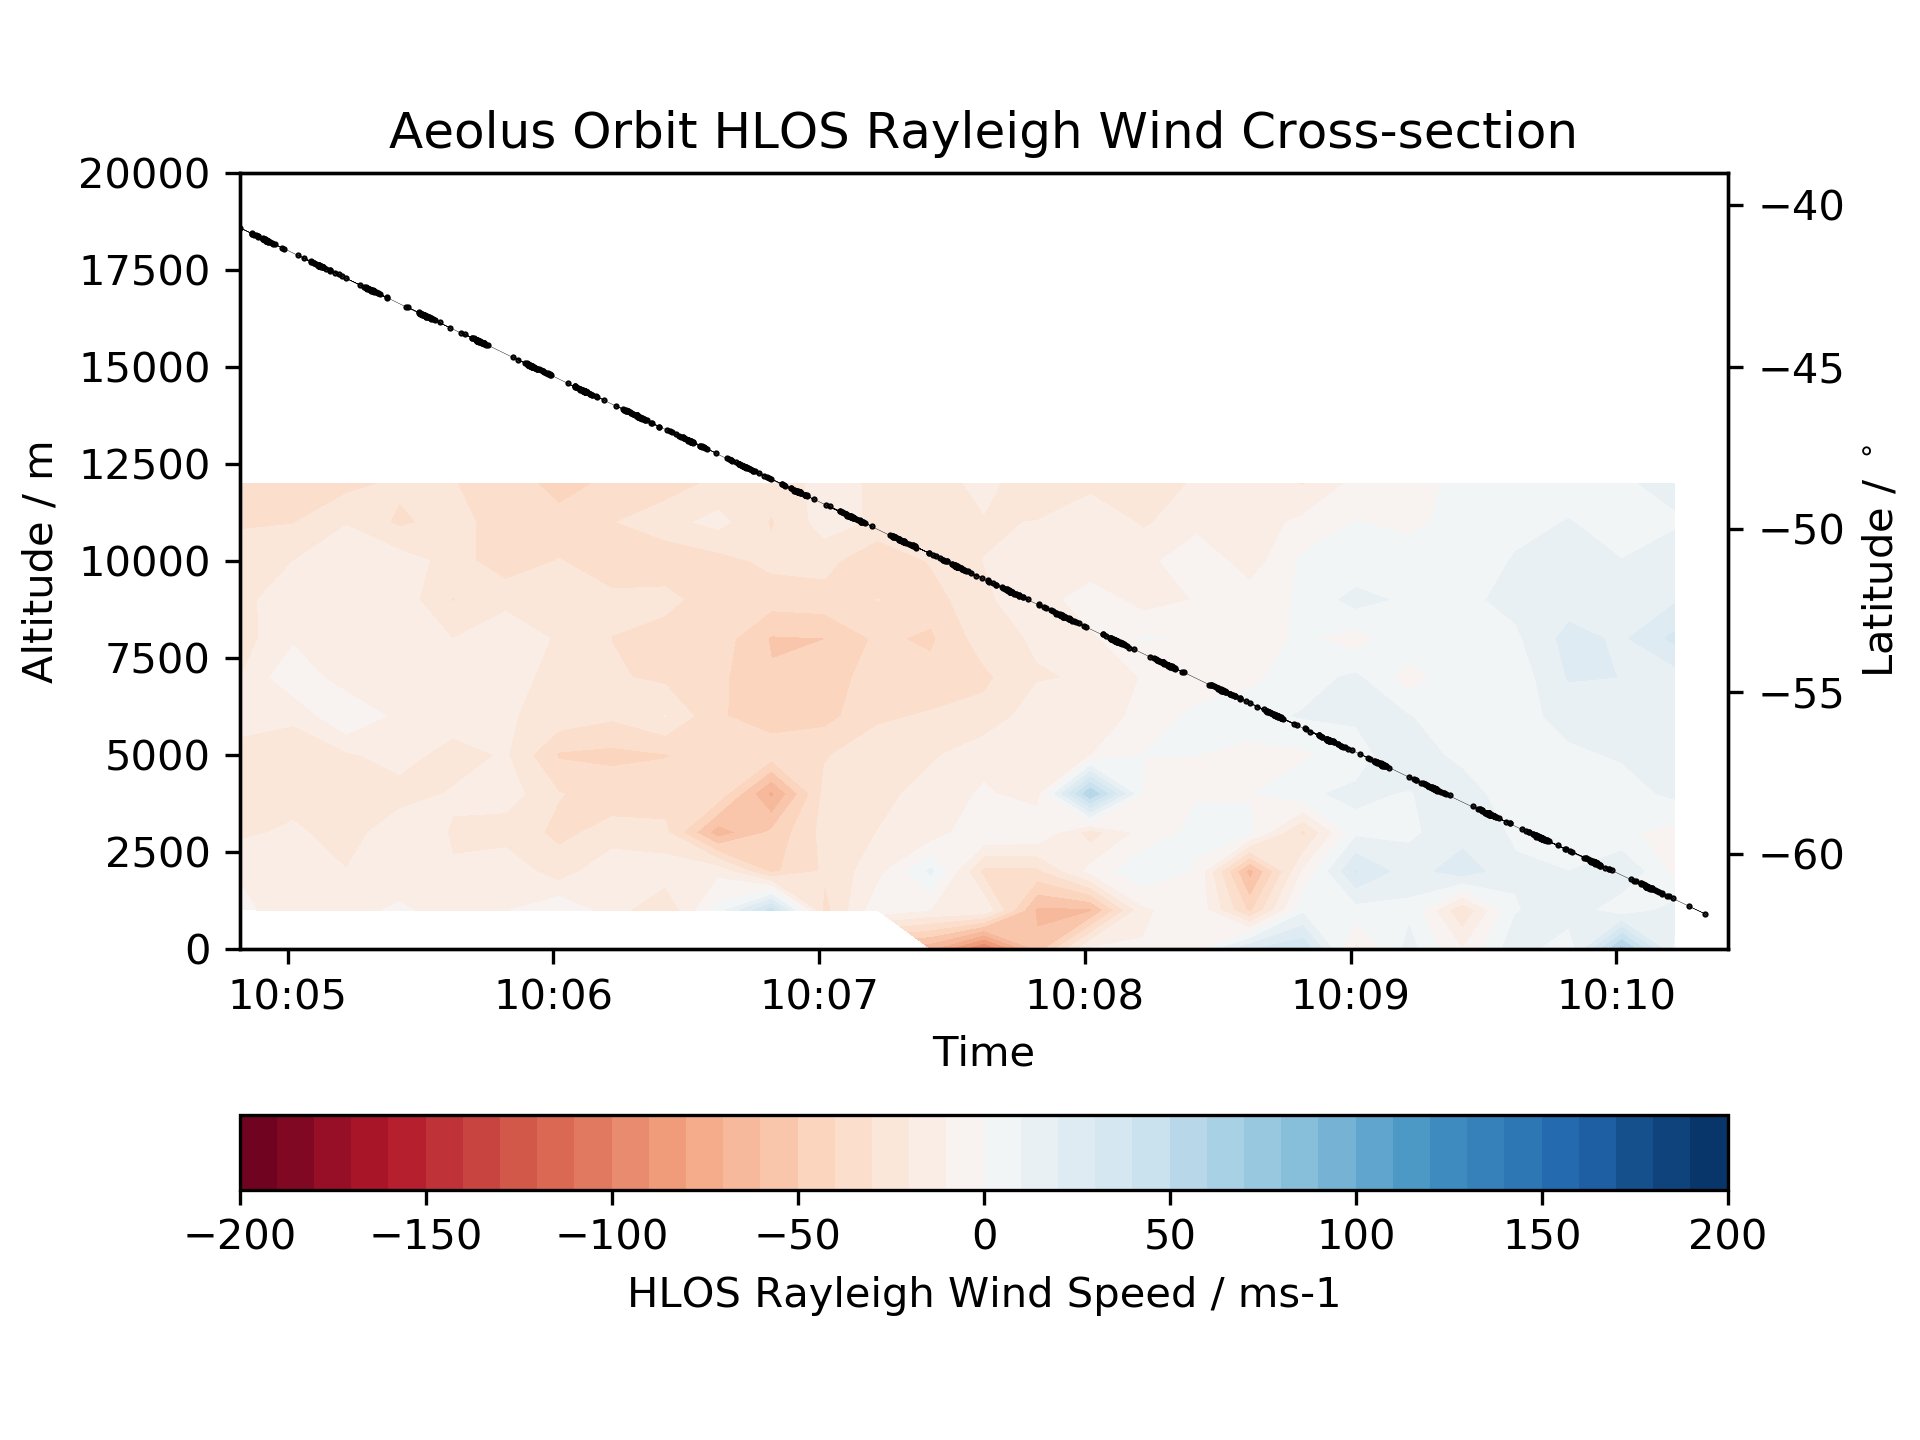 Aeolus Orbit HLOS Rayleigh Wind Cross-section
20000
17500
15000
12500
10000
7500
5000
2500
0
Altitude / m
−40
−45
−50
−55
−60
Latitude / °
10:05 10:06 10:07 10:08 10:09 10:10
Time
−200 −150 −100 −50 0 50 100 150 200
HLOS Rayleigh Wind Speed / ms-1